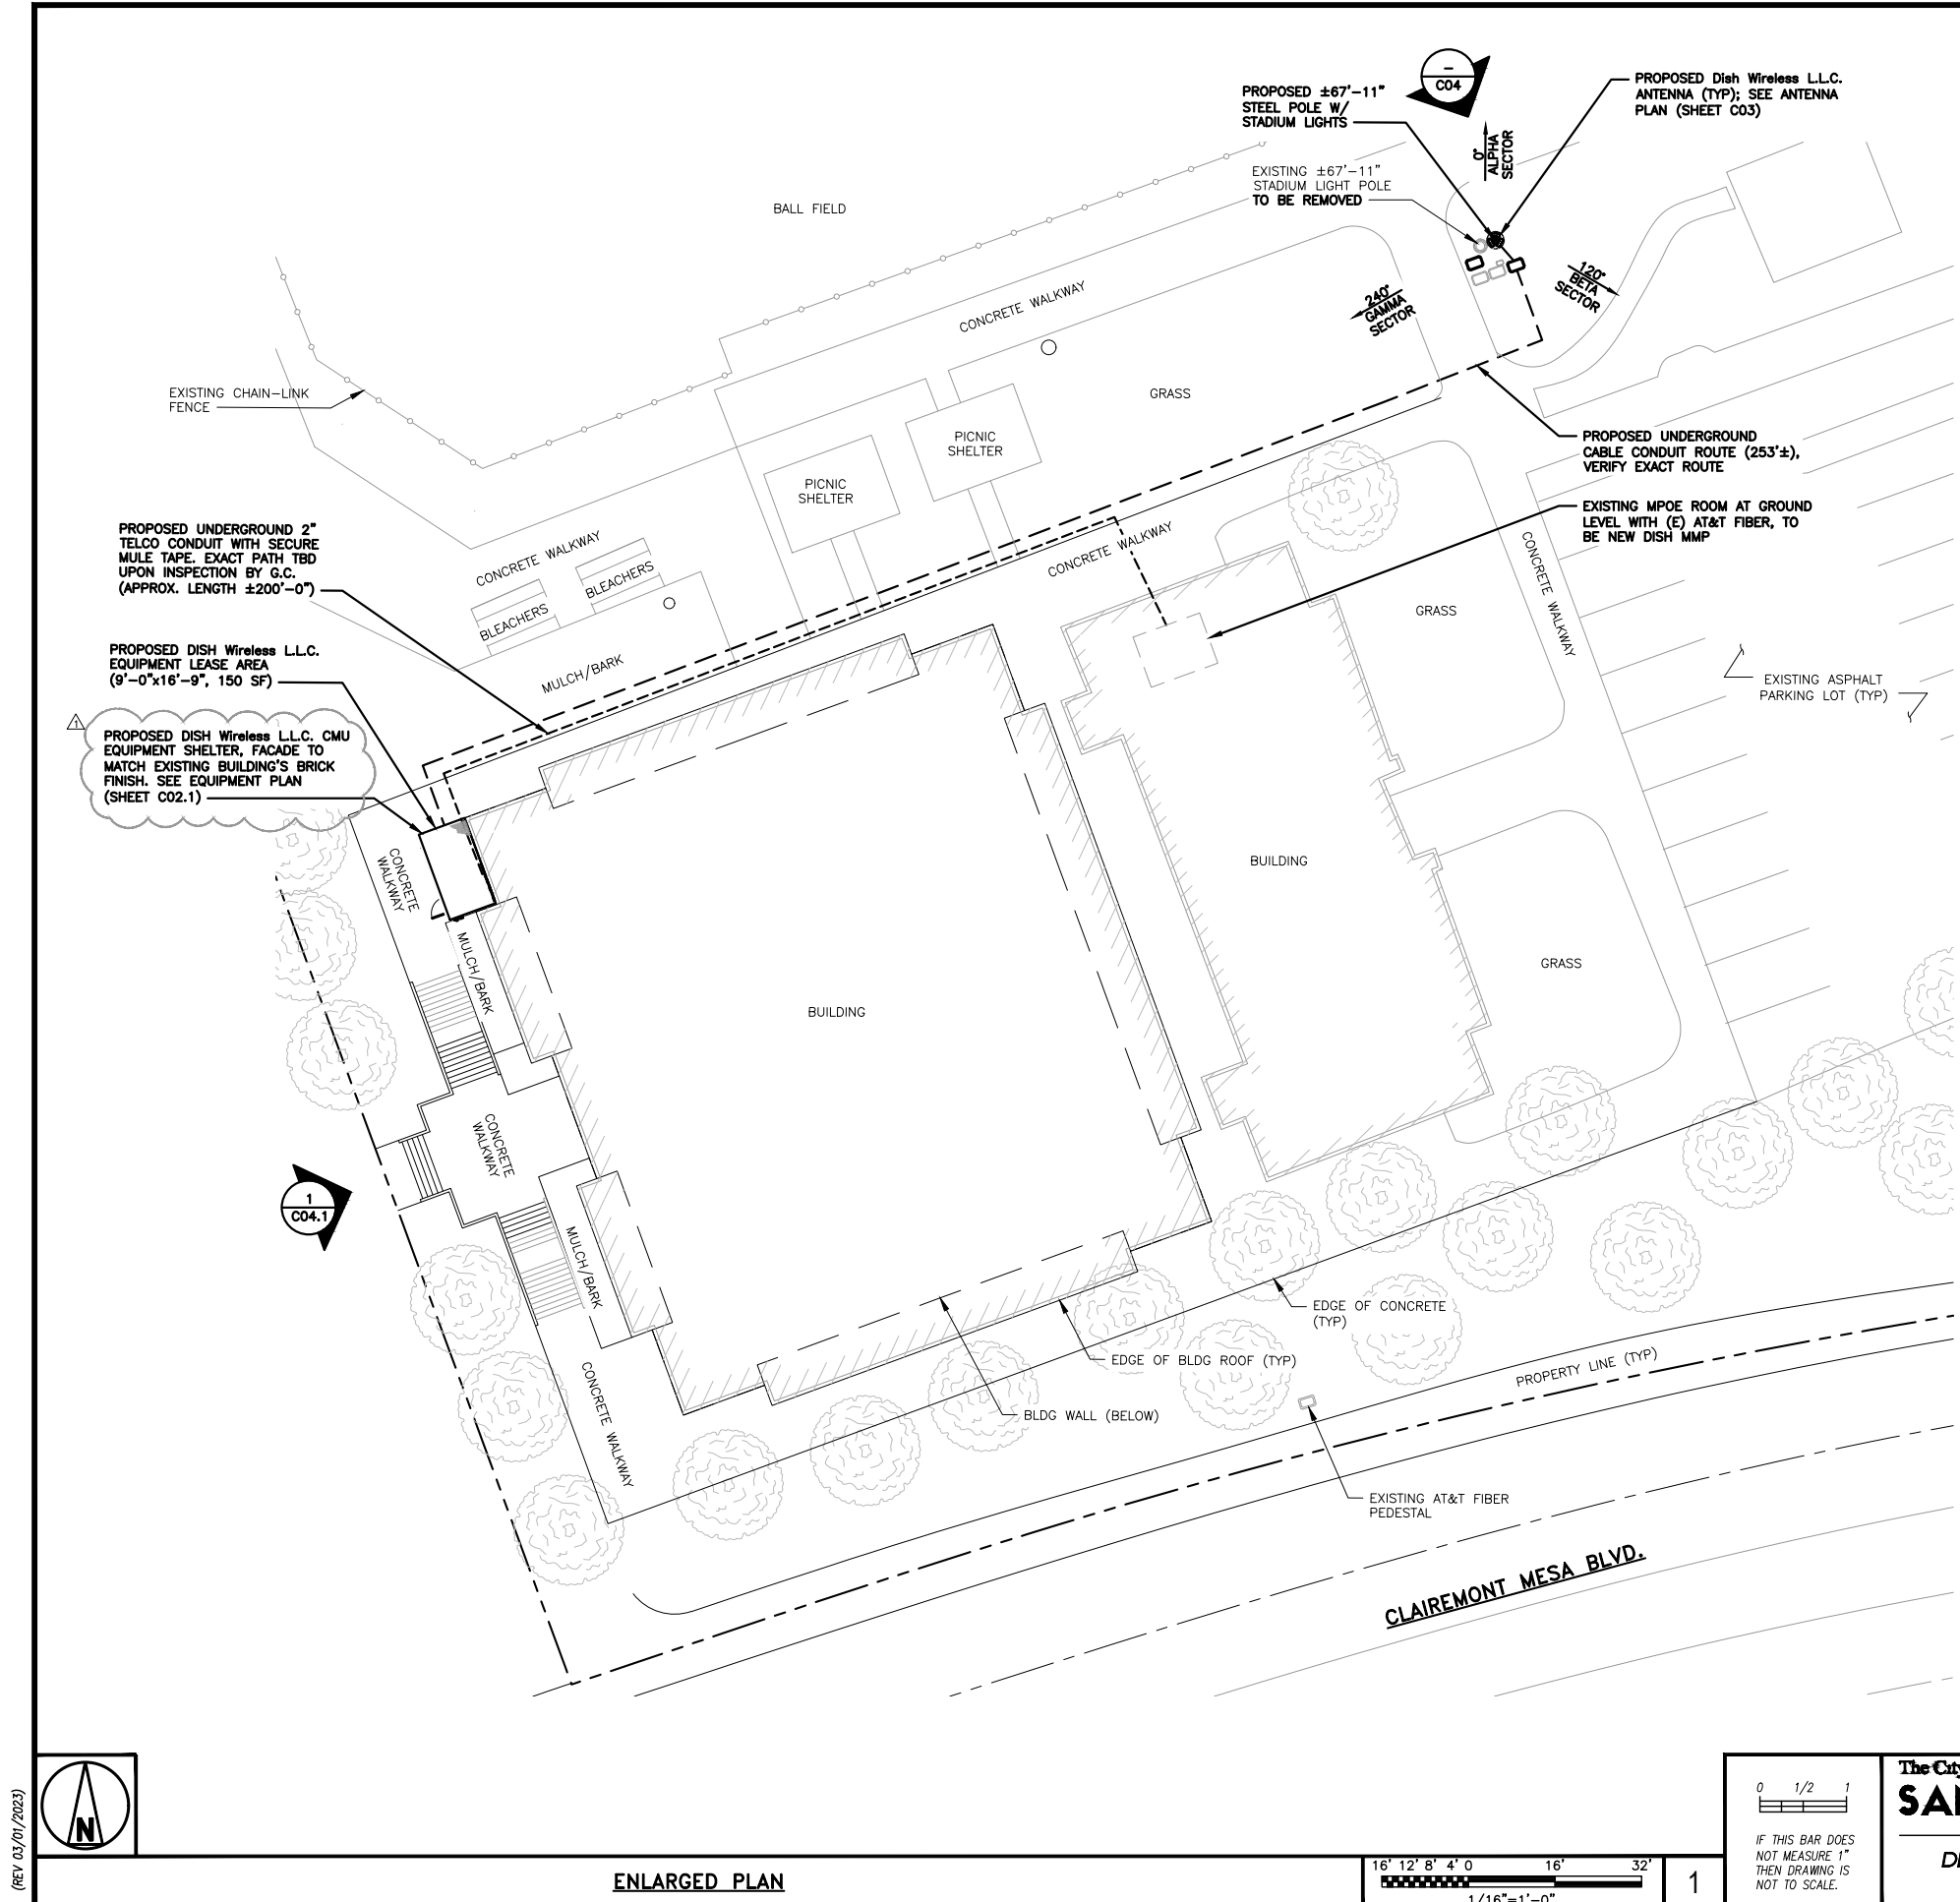 –
C04
PROPOSED ±67'-11"
STEEL POLE W/
STADIUM LIGHTS
PROPOSED Dish Wireless L.L.C.
ANTENNA (TYP); SEE ANTENNA
PLAN (SHEET C03)
0°
ALPHA
SECTOR
EXISTING ±67'-11"
STADIUM LIGHT POLE
TO BE REMOVED
BALL FIELD
120°
BETA
SECTOR
240°
GAMMA
SECTOR
CONCRETE WALKWAY
EXISTING CHAIN-LINK
FENCE
GRASS
PICNIC
SHELTER
PICNIC
SHELTER
PROPOSED UNDERGROUND
CABLE CONDUIT ROUTE (253'±),
VERIFY EXACT ROUTE
EXISTING MPOE ROOM AT GROUND
LEVEL WITH (E) AT&T FIBER, TO
BE NEW DISH MMP
PROPOSED UNDERGROUND 2"
TELCO CONDUIT WITH SECURE
MULE TAPE. EXACT PATH TBD
UPON INSPECTION BY G.C.
(APPROX. LENGTH ±200'-0")
CONCRETE WALKWAY
BLEACHERS
BLEACHERS
CONCRETE WALKWAY
CONCRETE WALKWAY
GRASS
MULCH/BARK
PROPOSED DISH Wireless L.L.C.
EQUIPMENT LEASE AREA
(9'-0"x16'-9", 150 SF)
EXISTING ASPHALT
PARKING LOT (TYP)
1
PROPOSED DISH Wireless L.L.C. CMU
EQUIPMENT SHELTER, FACADE TO
MATCH EXISTING BUILDING'S BRICK
FINISH. SEE EQUIPMENT PLAN
(SHEET C02.1)
CONCRETE
WALKWAY
BUILDING
MULCH/BARK
GRASS
BUILDING
CONCRETE
WALKWAY
1
C04.1
MULCH/BARK
EDGE OF CONCRETE
(TYP)
EDGE OF BLDG ROOF (TYP)
PROPERTY LINE (TYP)
CONCRETE WALKWAY
BLDG WALL (BELOW)
EXISTING AT&T FIBER
PEDESTAL
CLAIREMONT MESA BLVD.
N
(REV 03/01/2023)
ENLARGED PLAN
16' 12' 8' 4' 0 16' 32'
1/16"=1'-0"
1
0 1/2 1
IF THIS BAR DOES
NOT MEASURE 1"
THEN DRAWING IS
NOT TO SCALE.
The City